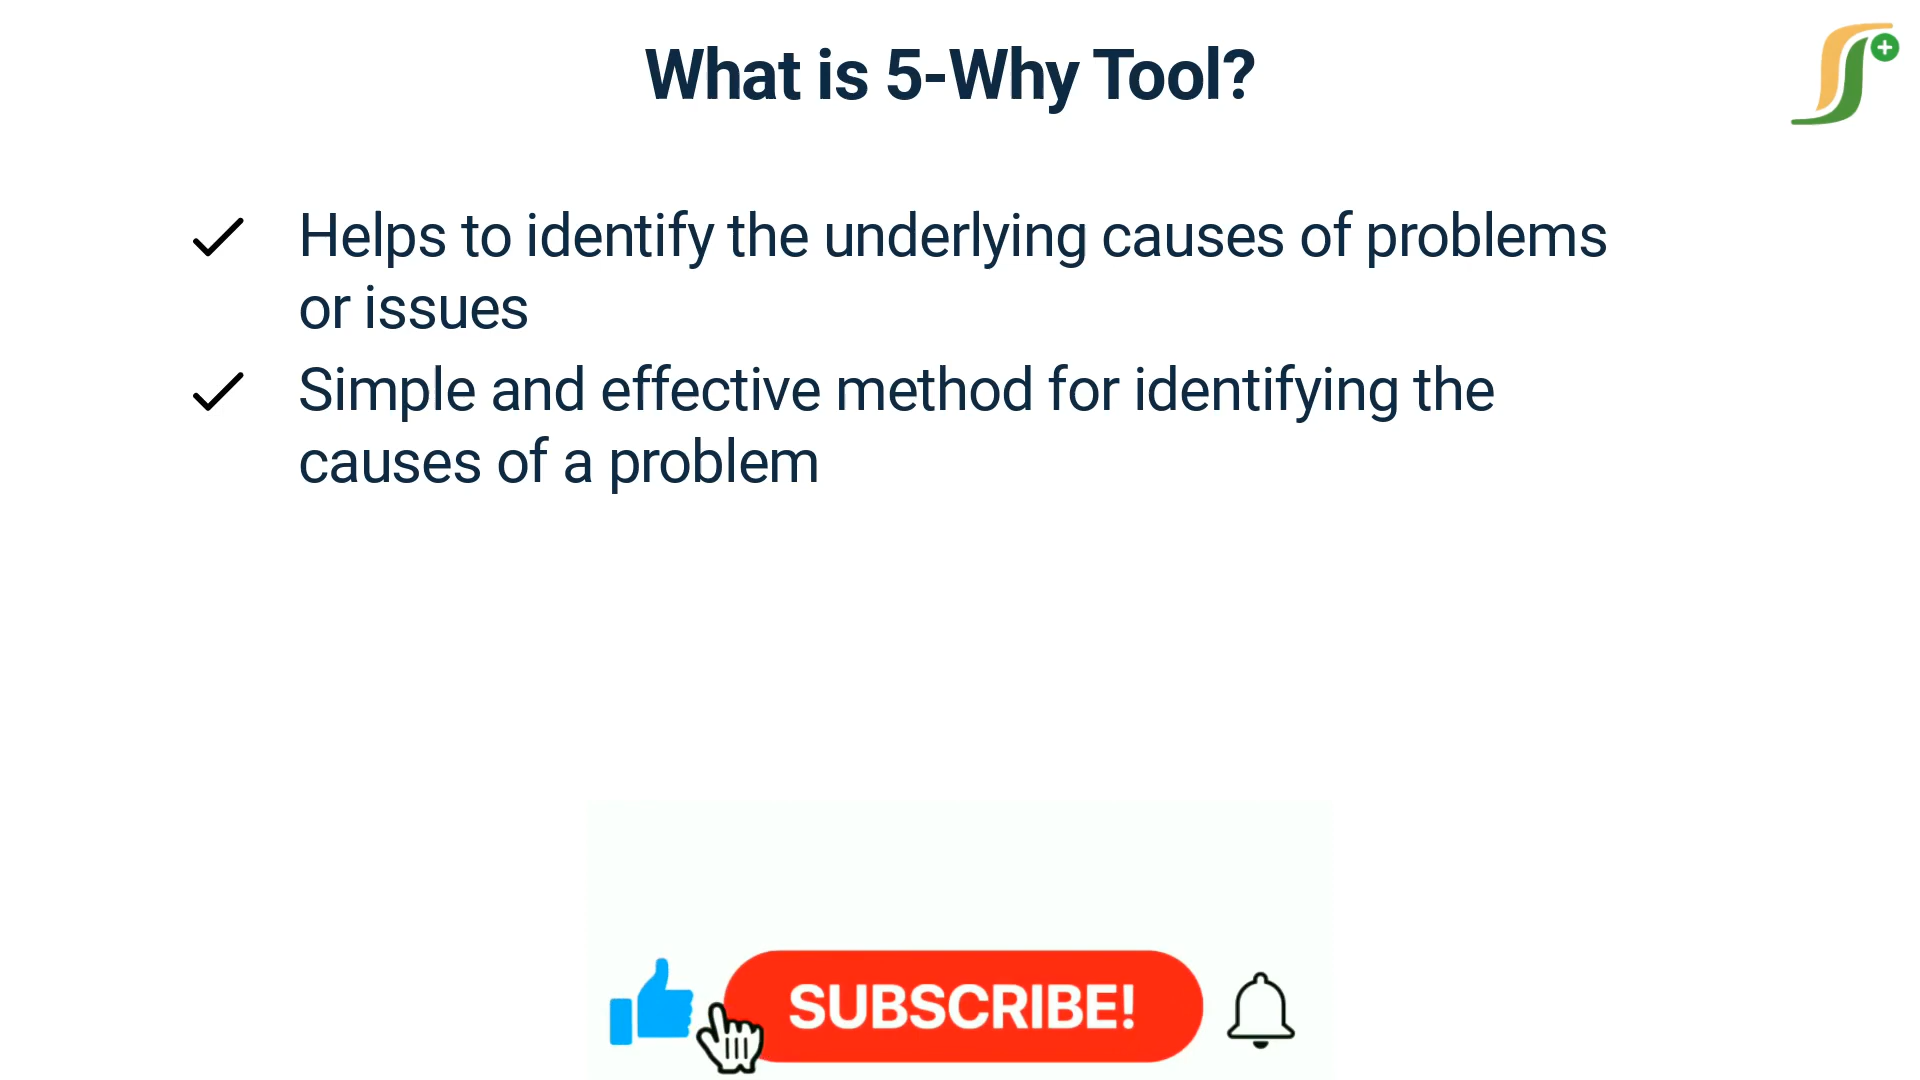 What is 5-Why Tool?
Helps to identify the underlying causes of problems
or issues
Simple and effective method for identifying the
causes of a problem
SUBSCRIBE!